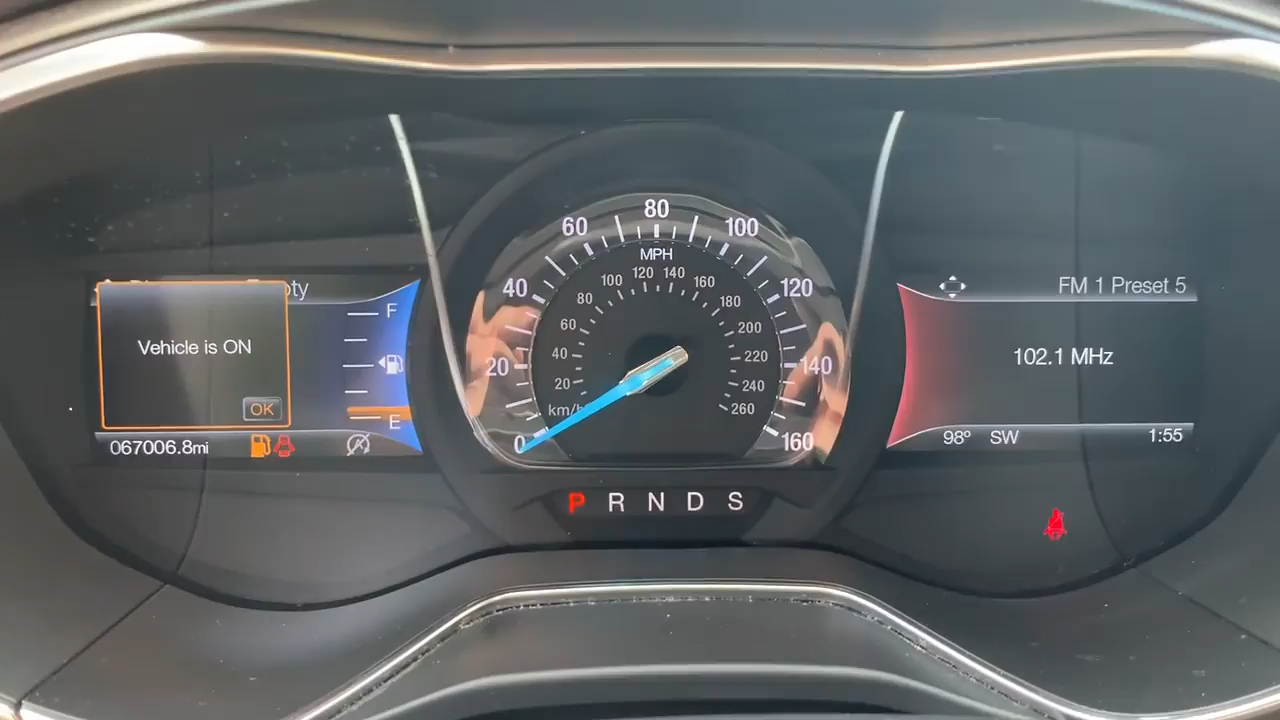 Vehicle is ON
OK
F
E
067006.8mi
0
20
40
60
80
100
120
140
160
MPH
km/h
20
40
60
80
100
120
140
160
180
200
220
240
260
P R N D S
FM 1 Preset 5
102.1 MHz
98° SW
1:55